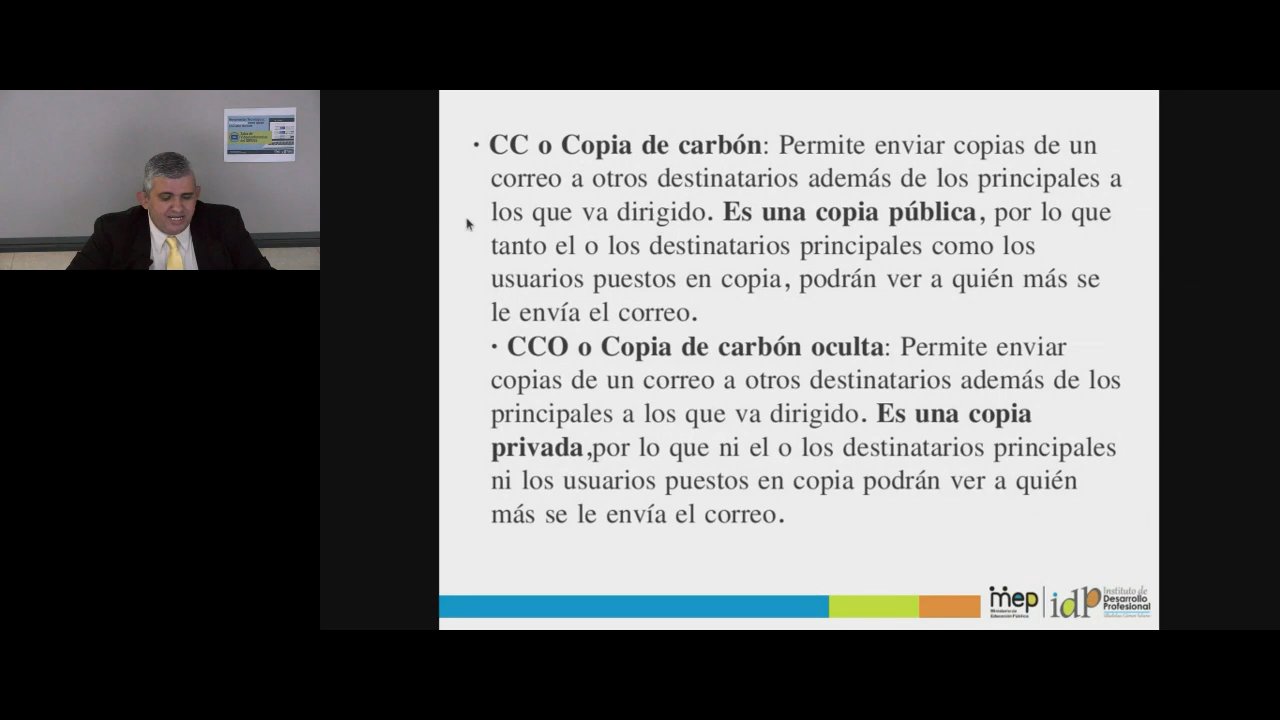 · CC o Copia de carbón: Permite enviar copias de un
correo a otros destinatarios además de los principales a
los que va dirigido. Es una copia pública, por lo que
tanto el o los destinatarios principales como los
usuarios puestos en copia, podrán ver a quién más se
le envía el correo.
· CCO o Copia de carbón oculta: Permite enviar
copias de un correo a otros destinatarios además de los
principales a los que va dirigido. Es una copia
privada,por lo que ni el o los destinatarios principales
ni los usuarios puestos en copia podrán ver a quién
más se le envía el correo.
mep
Ministerio de
Educación Pública
idp
Instituto de
Desarrollo
Profesional